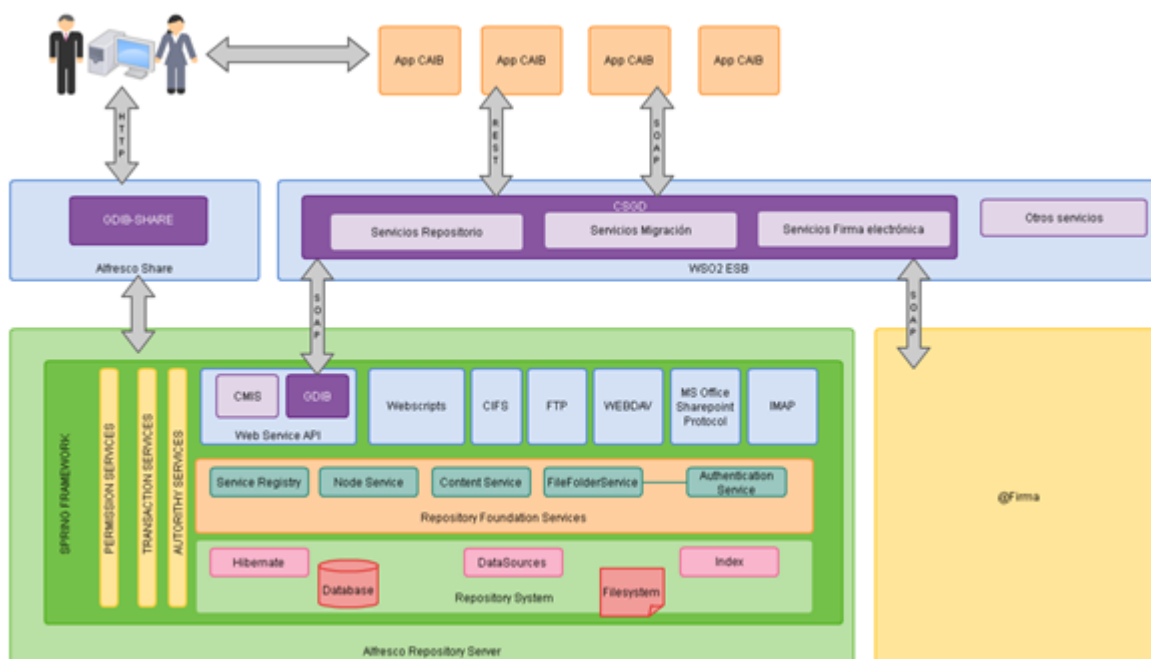 App CAIB
App CAIB
App CAIB
App CAIB
HTTP
REST
SOAP
GDIB-SHARE
Alfresco Share
CSGD
Servicios Repositorio
Servicios Migración
Servicios Firma electrónica
Otros servicios
WSO2 ESB
SOAP
SOAP
SPRING FRAMEWORK
PERMISSION SERVICES
TRANSACTION SERVICES
AUTORITHY SERVICES
CMIS
GDIB
Web Service API
Webscripts
CIFS
FTP
WEBDAV
MS Office
Sharepoint
Protocol
IMAP
Service Registry
Node Service
Content Service
FileFolderService
Authentication
Service
Repository Foundation Services
Hibernate
Database
DataSources
Repository System
Filesystem
Index
Alfresco Repository Server
@Firma